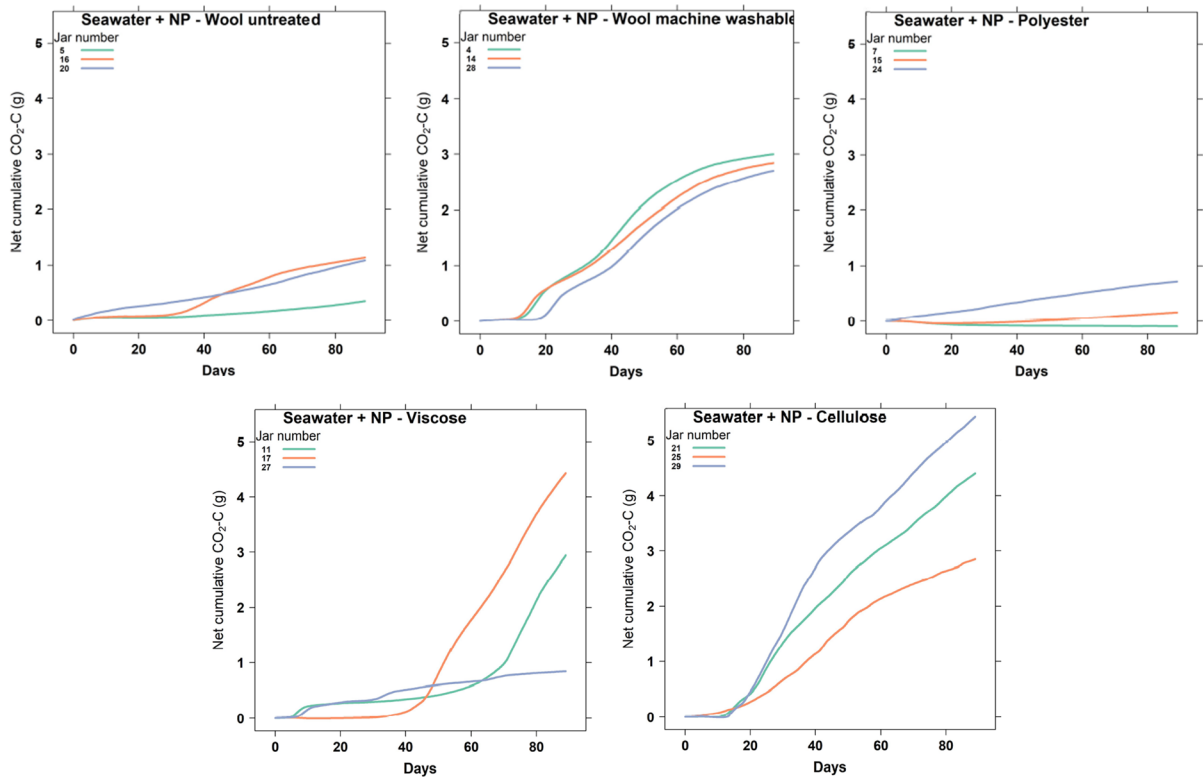 Seawater + NP - Wool untreated
Jar number
5
16
20
Net cumulative CO₂-C (g)
5
4
3
2
1
0
0 20 40 60 80
Days
Seawater + NP - Wool machine washable
Jar number
4
14
28
Net cumulative CO₂-C (g)
5
4
3
2
1
0
0 20 40 60 80
Days
Seawater + NP - Polyester
Jar number
7
15
24
Net cumulative CO₂-C (g)
5
4
3
2
1
0
0 20 40 60 80
Days
Seawater + NP - Viscose
Jar number
11
17
27
Net cumulative CO₂-C (g)
5
4
3
2
1
0
0 20 40 60 80
Days
Seawater + NP - Cellulose
Jar number
21
25
29
Net cumulative CO₂-C (g)
5
4
3
2
1
0
0 20 40 60 80
Days